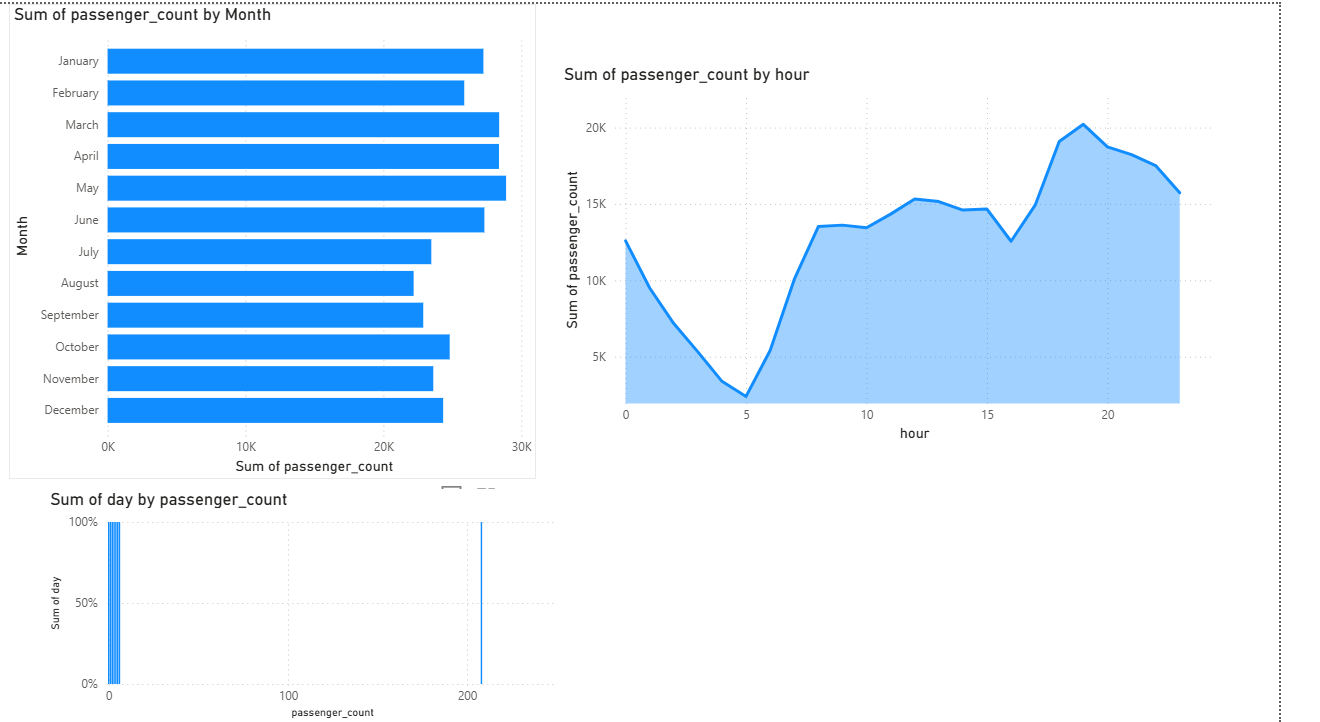 Sum of passenger_count by Month
Month
January
February
March
April
May
June
July
August
September
October
November
December
0K 10K 20K 30K
Sum of passenger_count
Sum of passenger_count by hour
Sum of passenger_count
20K
15K
10K
5K
0 5 10 15 20
hour
Sum of day by passenger_count
Sum of day
100%
50%
0%
0 100 200
passenger_count